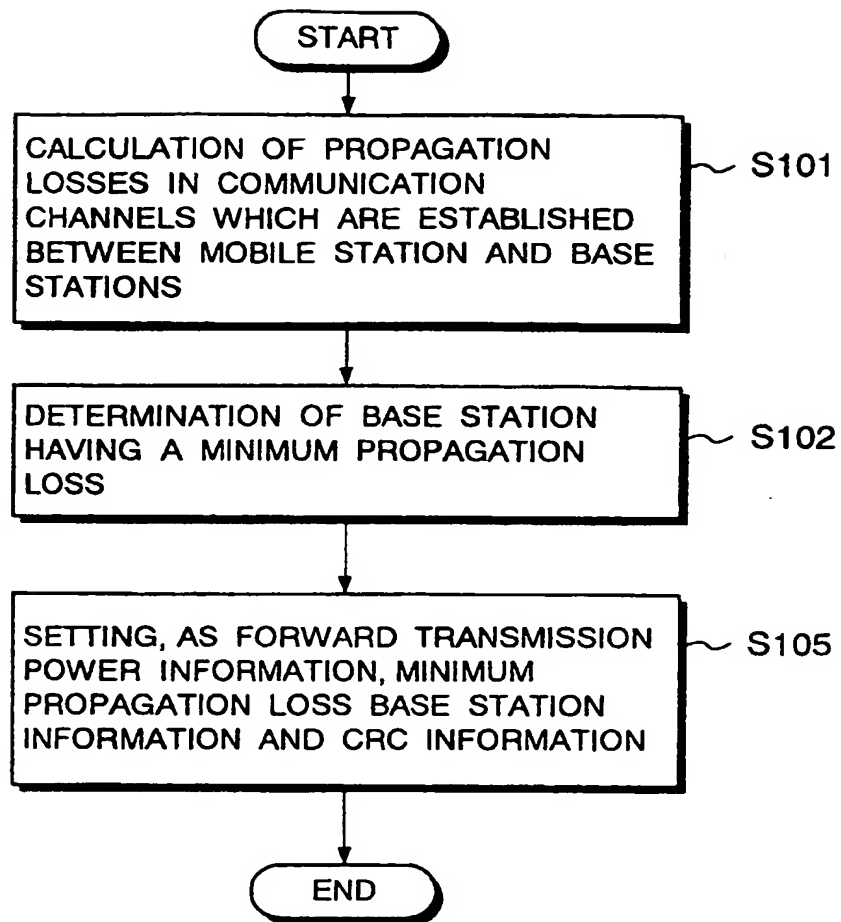 START
CALCULATION OF PROPAGATION
LOSSES IN COMMUNICATION
CHANNELS WHICH ARE ESTABLISHED
BETWEEN MOBILE STATION AND BASE
STATIONS
S101
DETERMINATION OF BASE STATION
HAVING A MINIMUM PROPAGATION
LOSS
S102
SETTING, AS FORWARD TRANSMISSION
POWER INFORMATION, MINIMUM
PROPAGATION LOSS BASE STATION
INFORMATION AND CRC INFORMATION
S105
END